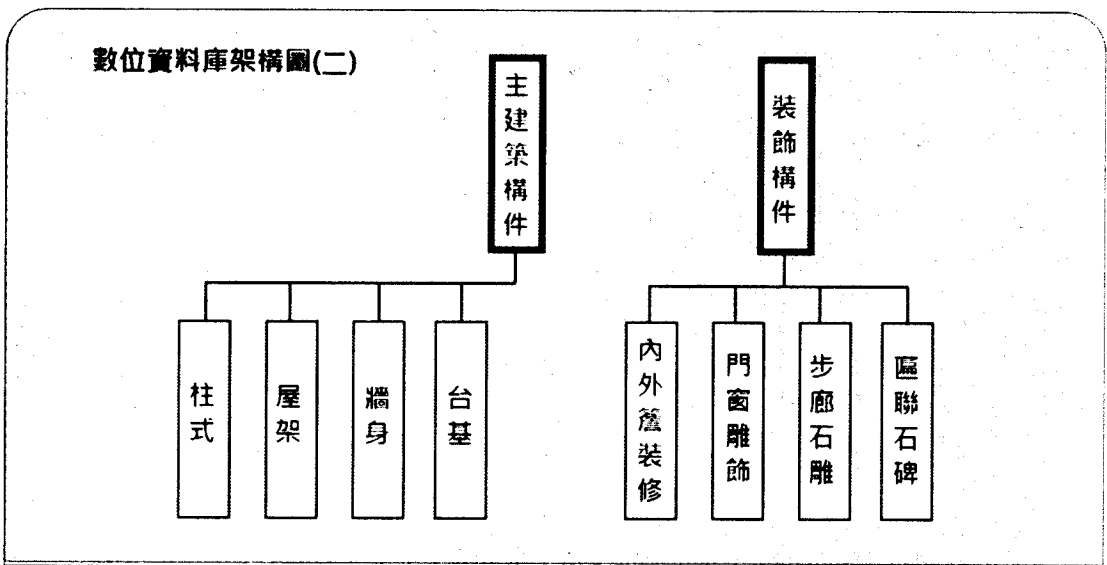 數位資料庫架構圖(二)
主建築構件
裝飾構件
柱式
屋架
牆身
台基
內外簷裝修
門窗雕飾
步廊石雕
匾聯石碑